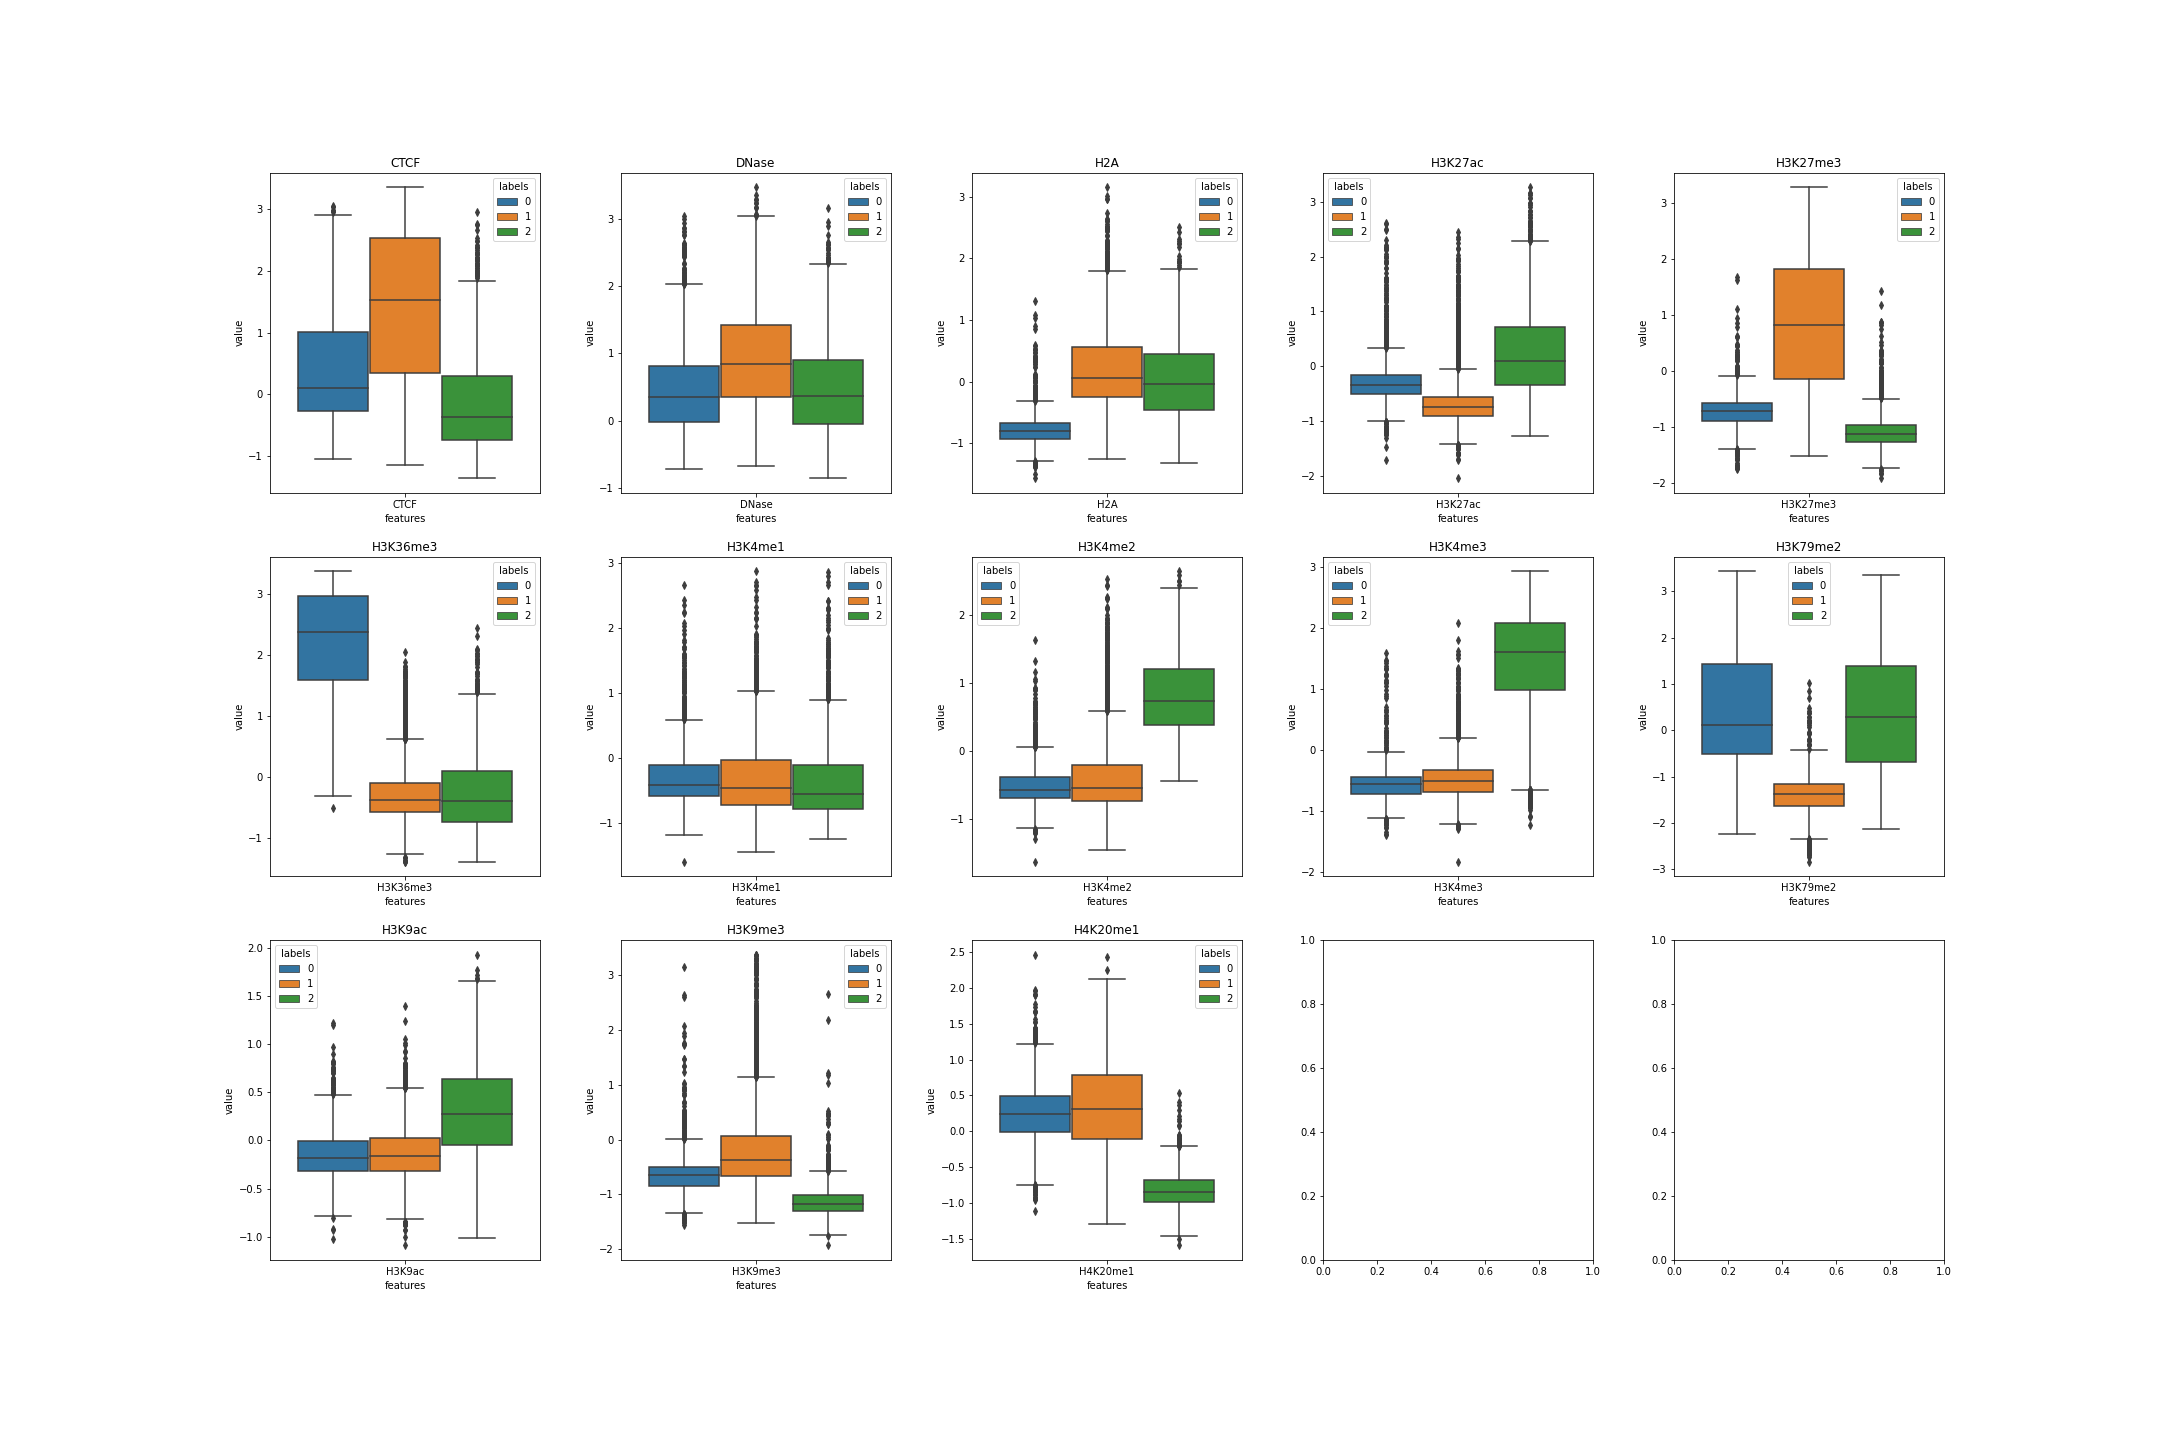 CTCF
value
3
2
1
0
−1
labels
0
1
2
CTCF
features
DNase
value
3
2
1
0
−1
labels
0
1
2
DNase
features
H2A
value
3
2
1
0
−1
labels
0
1
2
H2A
features
H3K27ac
value
3
2
1
0
−1
−2
labels
0
1
2
H3K27ac
features
H3K27me3
value
3
2
1
0
−1
−2
labels
0
1
2
H3K27me3
features
H3K36me3
value
3
2
1
0
−1
labels
0
1
2
H3K36me3
features
H3K4me1
value
3
2
1
0
−1
labels
0
1
2
H3K4me1
features
H3K4me2
value
2
1
0
−1
labels
0
1
2
H3K4me2
features
H3K4me3
value
3
2
1
0
−1
−2
labels
0
1
2
H3K4me3
features
H3K79me2
value
3
2
1
0
−1
−2
−3
labels
0
1
2
H3K79me2
features
H3K9ac
value
2.0
1.5
1.0
0.5
0.0
−0.5
−1.0
labels
0
1
2
H3K9ac
features
H3K9me3
value
3
2
1
0
−1
−2
labels
0
1
2
H3K9me3
features
H4K20me1
value
2.5
2.0
1.5
1.0
0.5
0.0
−0.5
−1.0
−1.5
labels
0
1
2
H4K20me1
features
1.0
0.8
0.6
0.4
0.2
0.0
0.0 0.2 0.4 0.6 0.8 1.0
1.0
0.8
0.6
0.4
0.2
0.0
0.0 0.2 0.4 0.6 0.8 1.0